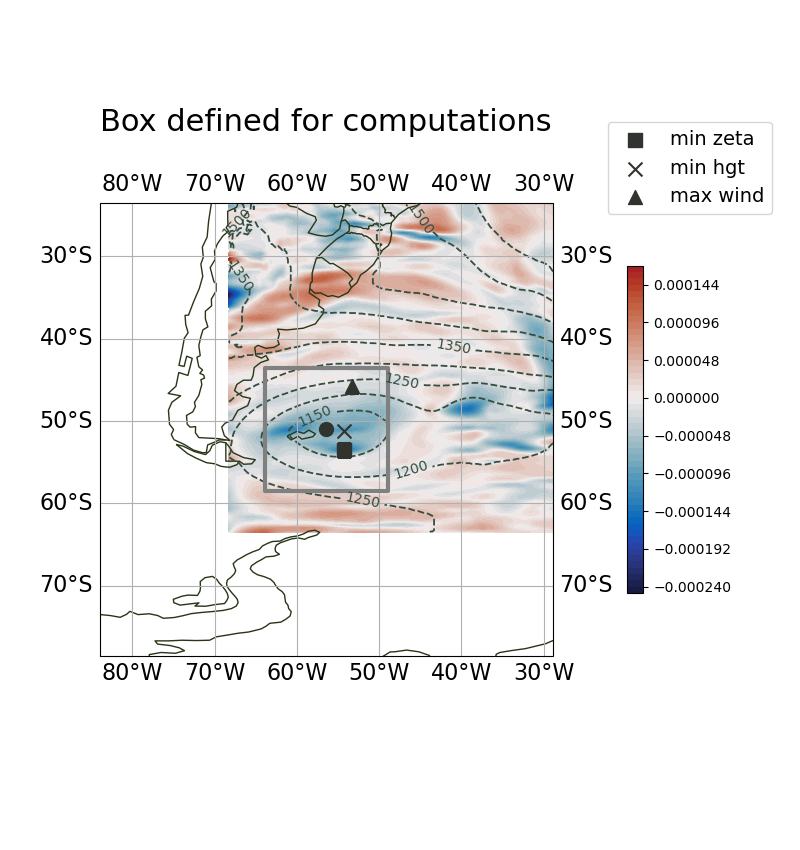 Box defined for computations
min zeta
min hgt
max wind
80°W 70°W 60°W 50°W 40°W 30°W
30°S 30°S
40°S 40°S
50°S 50°S
60°S 60°S
70°S 70°S
80°W 70°W 60°W 50°W 40°W 30°W
1500 1500
1350
1350
1250
1150
1200
1250
0.000144
0.000096
0.000048
0.000000
−0.000048
−0.000096
−0.000144
−0.000192
−0.000240